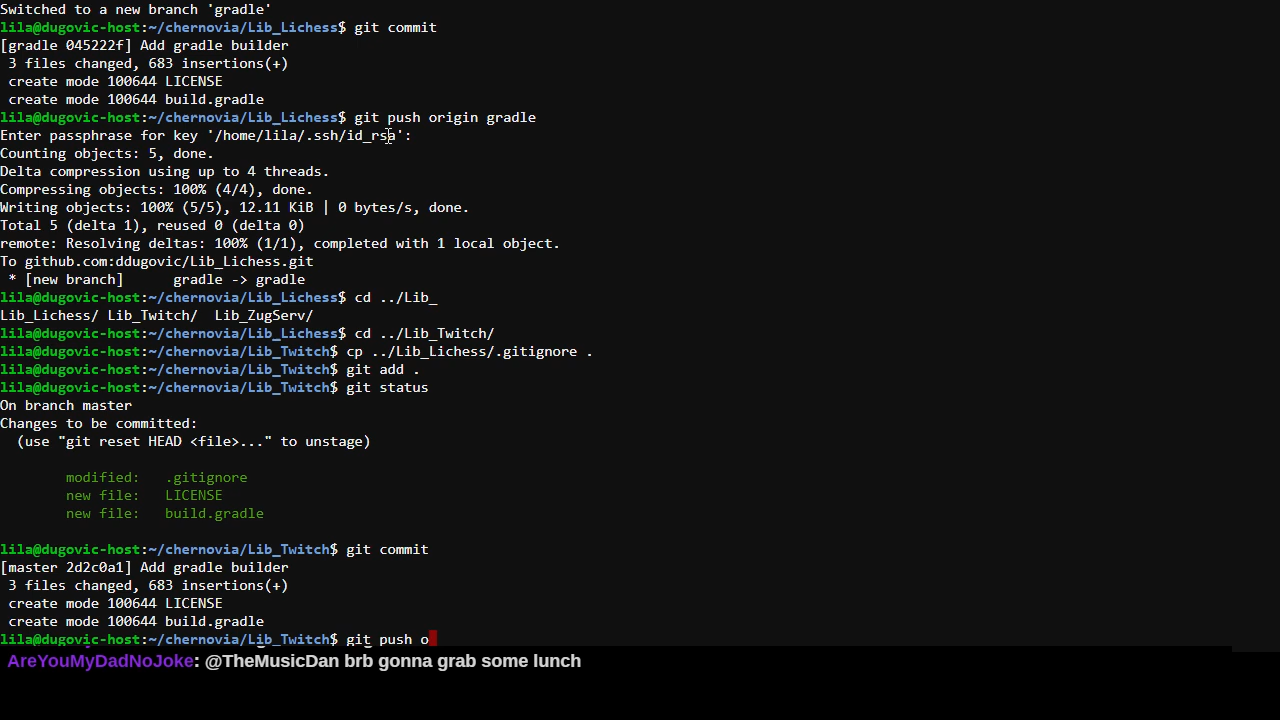 Switched to a new branch 'gradle'
lila@dugovic-host:~/chernovia/Lib_Lichess$ git commit
[gradle 045222f] Add gradle builder
 3 files changed, 683 insertions(+)
 create mode 100644 LICENSE
 create mode 100644 build.gradle
lila@dugovic-host:~/chernovia/Lib_Lichess$ git push origin gradle
Enter passphrase for key '/home/lila/.ssh/id_rsa':
Counting objects: 5, done.
Delta compression using up to 4 threads.
Compressing objects: 100% (4/4), done.
Writing objects: 100% (5/5), 12.11 KiB | 0 bytes/s, done.
Total 5 (delta 1), reused 0 (delta 0)
remote: Resolving deltas: 100% (1/1), completed with 1 local object.
To github.com:ddugovic/Lib_Lichess.git
 * [new branch]      gradle -> gradle
lila@dugovic-host:~/chernovia/Lib_Lichess$ cd ../Lib_
Lib_Lichess/ Lib_Twitch/  Lib_ZugServ/
lila@dugovic-host:~/chernovia/Lib_Lichess$ cd ../Lib_Twitch/
lila@dugovic-host:~/chernovia/Lib_Twitch$ cp ../Lib_Lichess/.gitignore .
lila@dugovic-host:~/chernovia/Lib_Twitch$ git add .
lila@dugovic-host:~/chernovia/Lib_Twitch$ git status
On branch master
Changes to be committed:
  (use "git reset HEAD <file>..." to unstage)
        modified:   .gitignore
        new file:   LICENSE
        new file:   build.gradle
lila@dugovic-host:~/chernovia/Lib_Twitch$ git commit
[master 2d2c0a1] Add gradle builder
 3 files changed, 683 insertions(+)
 create mode 100644 LICENSE
 create mode 100644 build.gradle
lila@dugovic-host:~/chernovia/Lib_Twitch$ git push o
AreYouMyDadNoJoke: @TheMusicDan brb gonna grab some lunch